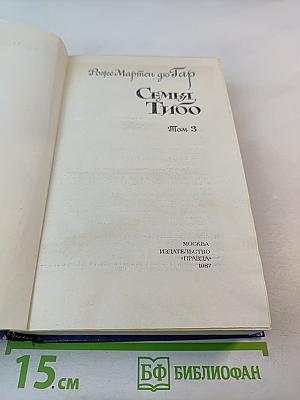 Роже Мартен дю Гар
Семья
Тибо
Том 3
МОСКВА
ИЗДАТЕЛЬСТВО
«ПРАВДА»
1987
15.см
БФ БИБЛИОФАН